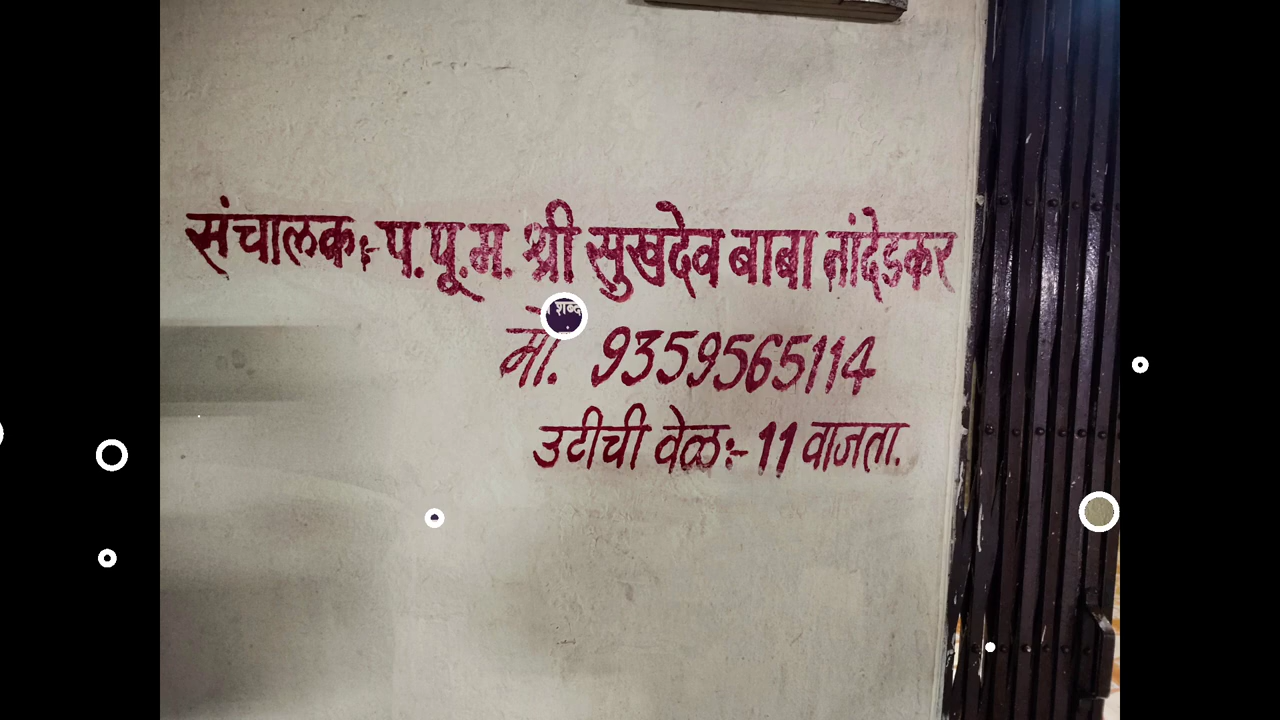 संचालक:- प.पू.म. श्री सुखदेव बाबा नांदेडकर
मो. 9359565114
उटीची वेळ:- 11 वाजता.